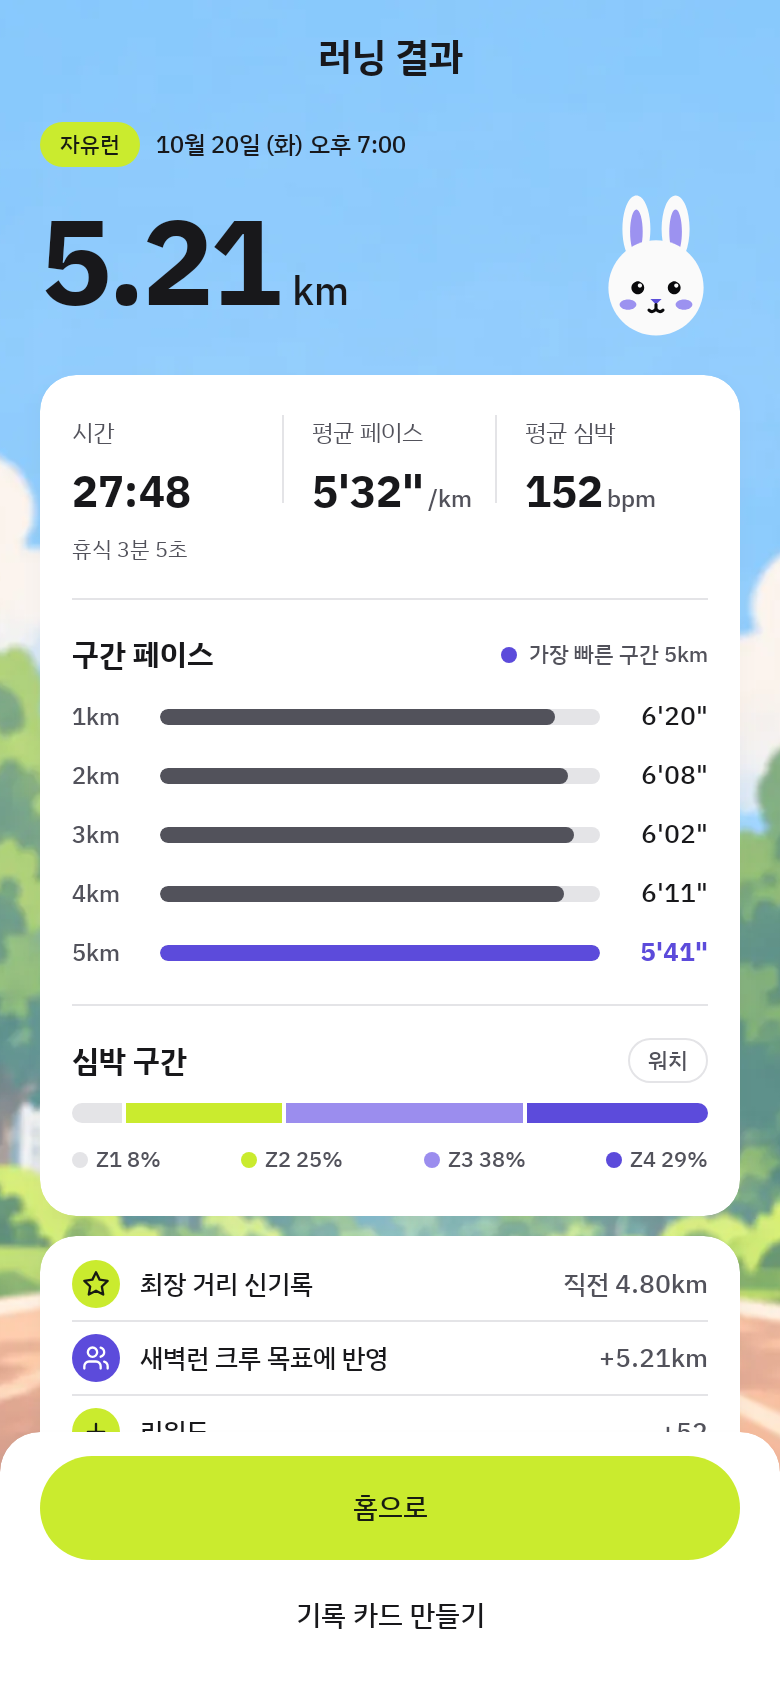 러닝 결과
자유런 10월 20일 (화) 오후 7:00
5.21 km
시간 평균 페이스 평균 심박
27:48 5'32" /km 152 bpm
휴식 3분 5초
구간 페이스 가장 빠른 구간 5km
1km 6'20"
2km 6'08"
3km 6'02"
4km 6'11"
5km 5'41"
심박 구간 워치
Z1 8% Z2 25% Z3 38% Z4 29%
최장 거리 신기록 직전 4.80km
새벽런 크루 목표에 반영 +5.21km
홈으로
기록 카드 만들기